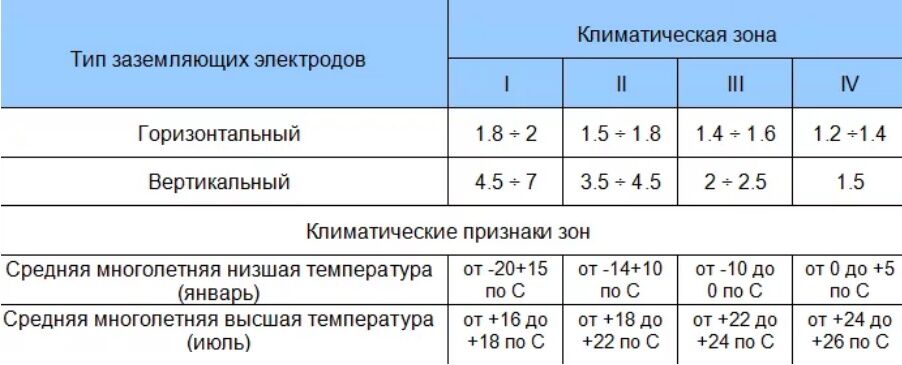 Тип заземляющих электродов
Климатическая зона
I II III IV
Горизонтальный 1.8 ÷ 2 1.5 ÷ 1.8 1.4 ÷ 1.6 1.2 ÷1.4
Вертикальный 4.5 ÷ 7 3.5 ÷ 4.5 2 ÷ 2.5 1.5
Климатические признаки зон
Средняя многолетняя низшая температура (январь) от -20+15 по С от -14+10 по С от -10 до 0 по С от 0 до +5 по С
Средняя многолетняя высшая температура (июль) от +16 до +18 по С от +18 до +22 по С от +22 до +24 по С от +24 до +26 по С